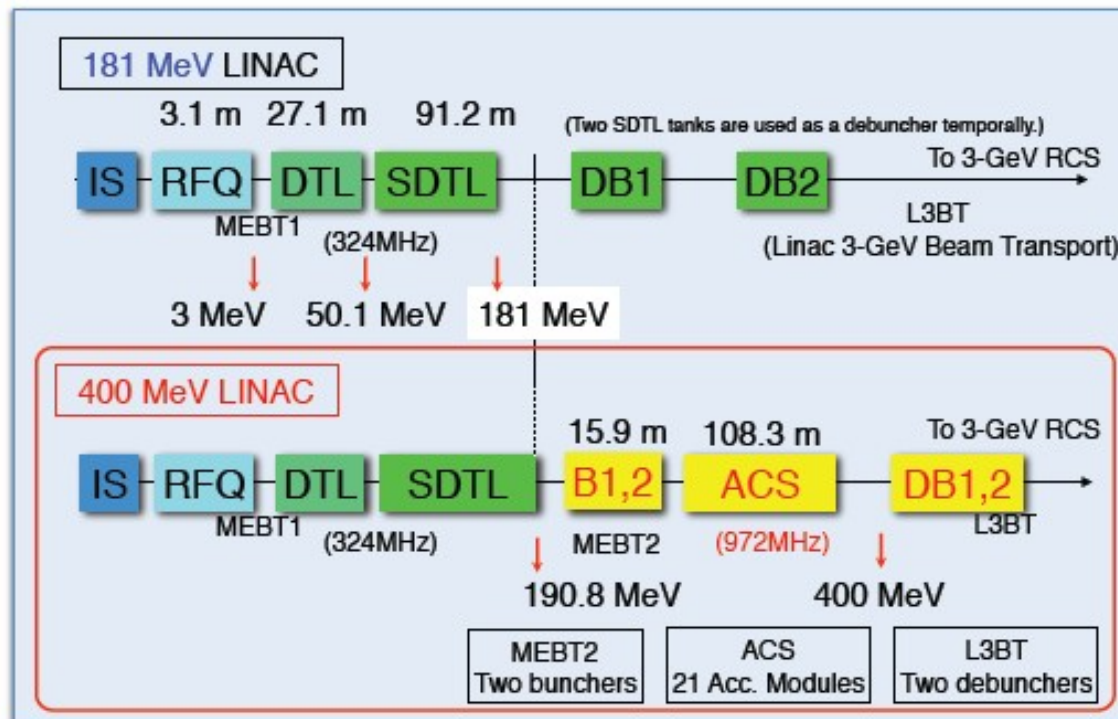 181 MeV LINAC
3.1 m 27.1 m 91.2 m
(Two SDTL tanks are used as a debuncher temporally.)
To 3-GeV RCS
IS RFQ DTL SDTL DB1 DB2
MEBT1
(324MHz)
L3BT
(Linac 3-GeV Beam Transport)
3 MeV 50.1 MeV 181 MeV
400 MeV LINAC
15.9 m 108.3 m
To 3-GeV RCS
IS RFQ DTL SDTL B1,2 ACS DB1,2
MEBT1
(324MHz)
MEBT2
(972MHz)
L3BT
190.8 MeV 400 MeV
MEBT2
Two bunchers
ACS
21 Acc. Modules
L3BT
Two debunchers